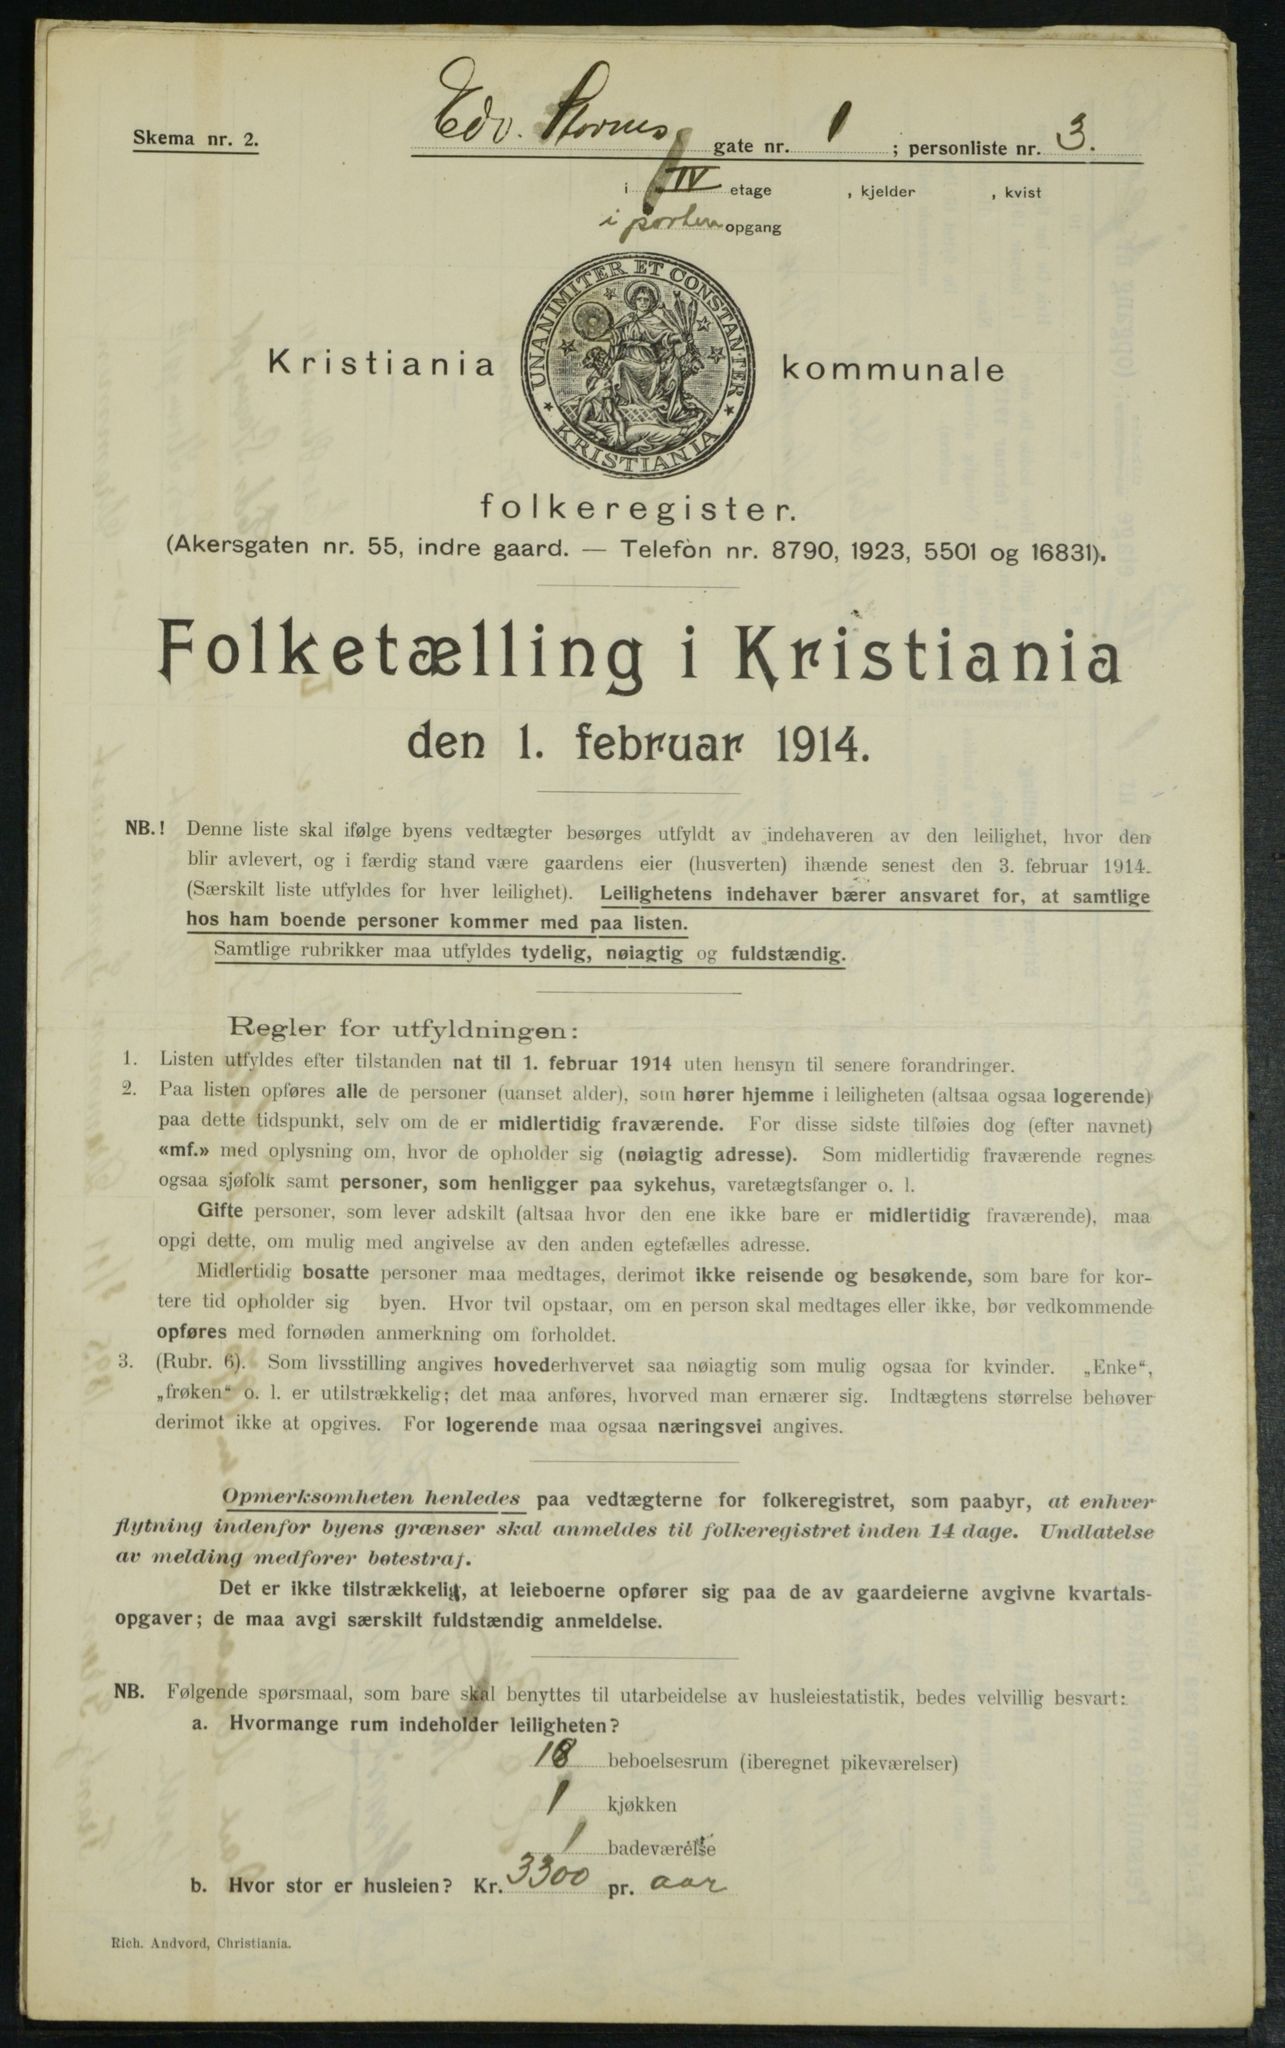 Skema nr. 2.
Edv. Storms gate nr. 1 ; personliste nr. 3.
i IV etage , kjelder , kvist
i porten opgang
UNANIMITER ET CONSTANTER
KRISTIANIA
Kristiania kommunale
folkeregister.
(Akersgaten nr. 55, indre gaard. — Telefon nr. 8790, 1923, 5501 og 16831).
Folketælling i Kristiania
den 1. februar 1914.
NB.! Denne liste skal ifølge byens vedtægter besørges utfyldt av indehaveren av den leilighet, hvor den
blir avlevert, og i færdig stand være gaardens eier (husverten) ihænde senest den 3. februar 1914.
(Særskilt liste utfyldes for hver leilighet). Leilighetens indehaver bærer ansvaret for, at samtlige
hos ham boende personer kommer med paa listen.
Samtlige rubrikker maa utfyldes tydelig, nøiagtig og fuldstændig.
Regler for utfyldningen:
1. Listen utfyldes efter tilstanden nat til 1. februar 1914 uten hensyn til senere forandringer.
2. Paa listen opføres alle de personer (uanset alder), som hører hjemme i leiligheten (altsaa ogsaa logerende)
paa dette tidspunkt, selv om de er midlertidig fraværende. For disse sidste tilføies dog (efter navnet)
«mf.» med oplysning om, hvor de opholder sig (nøiagtig adresse). Som midlertidig fraværende regnes
ogsaa sjøfolk samt personer, som henligger paa sykehus, varetægtsfanger o. l.
Gifte personer, som lever adskilt (altsaa hvor den ene ikke bare er midlertidig fraværende), maa
opgi dette, om mulig med angivelse av den anden egtefælles adresse.
Midlertidig bosatte personer maa medtages, derimot ikke reisende og besøkende, som bare for kor-
tere tid opholder sig byen. Hvor tvil opstaar, om en person skal medtages eller ikke, bør vedkommende
opføres med fornøden anmerkning om forholdet.
3. (Rubr. 6). Som livsstilling angives hovederhvervet saa nøiagtig som mulig ogsaa for kvinder. „Enke“,
„frøken“ o. l. er utilstrækkelig; det maa anføres, hvorved man ernærer sig. Indtægtens størrelse behøver
derimot ikke at opgives. For logerende maa ogsaa næringsvei angives.
Opmerksomheten henledes paa vedtægterne for folkeregistret, som paabyr, at enhver
flytning indenfor byens grænser skal anmeldes til folkeregistret inden 14 dage. Undlatelse
av melding medfører bøtestraf.
Det er ikke tilstrækkelig, at leieboerne opfører sig paa de av gaardeierne avgivne kvartals-
opgaver; de maa avgi særskilt fuldstændig anmeldelse.
NB. Følgende spørsmaal, som bare skal benyttes til utarbeidelse av husleiestatistik, bedes velvillig besvart:
a. Hvormange rum indeholder leiligheten?
18 beboelsesrum (iberegnet pikeværelser)
1 kjøkken
1 badeværelse
b. Hvor stor er husleien? Kr. 3300 pr. aar
Rich. Andvord, Christiania.